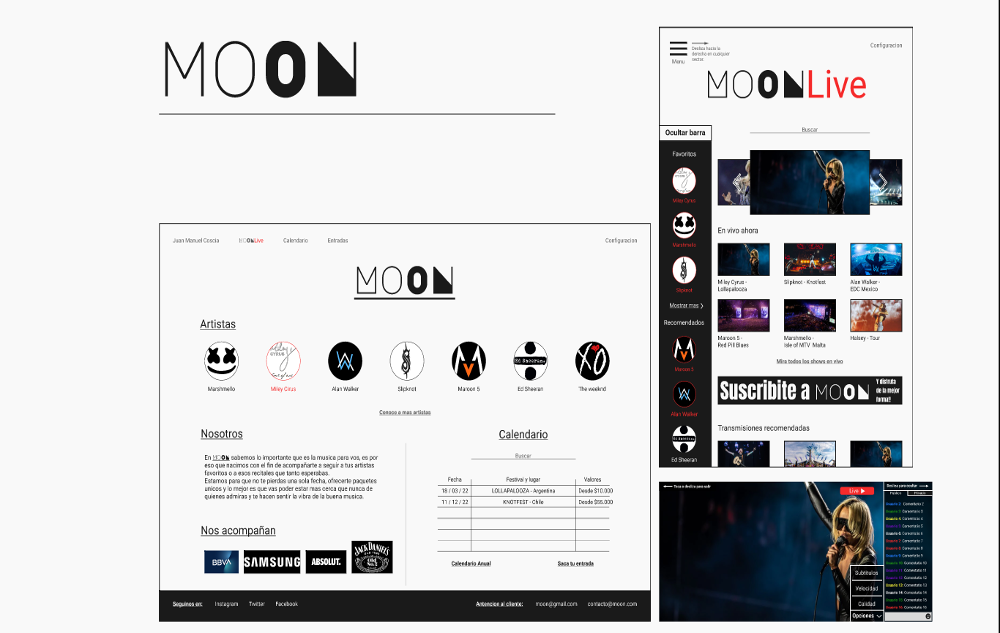 MOON
Juan Manuel Coscia
MOONLive
Calendario
Entradas
Configuracion
MOON
Artistas
Marshmello
Miley Cirus
Alan Walker
Slipknot
Maroon 5
Ed Sheeran
The weeknd
Conoce a mas artistas
Nosotros
En MOON sabemos lo importante que es la musica para vos, es por
eso que nacimos con el fin de acompañarte a seguir a tus artistas
favoritos o a esos recitales que tanto esperabas.
Estamos para que no te pierdas una sola fecha, ofrecerte paquetes
unicos y lo mejor es que vas poder estar mas cerca que nunca de
quienes admiras y te hacen sentir la vibra de la buena musica.
Nos acompañan
BBVA
SAMSUNG
ABSOLUT.
JACK DANIEL'S
Calendario
Buscar
Fecha Festival y lugar Valores
18 / 03 / 22 LOLLAPALOOZA - Argentina Desde $10.000
11 / 12 / 22 KNOTFEST - Chile Desde $55.000
Calendario Anual
Saca tu entrada
Seguinos en:
Instagram
Twitter
Facebook
Antencion al cliente:
moon@gmail.com
contacto@moon.com
Menu
Desliza hacia la
derecha en cualquier
sector
Configuracion
MOONLive
Ocultar barra
Buscar
Favoritos
Miley Cyrus
Marshmello
Slipknot
Mostrar mas >
Recomendados
Maroon 5
Alan Walker
Ed Sheeran
En vivo ahora
Miley Cyrus -
Lollapalooza
Slipknot - Knotfest
Alan Walker -
EDC Mexico
Maroon 5 -
Red Pill Blues
Marshmello -
Isle of MTV Malta
Halsey - Tour
Mira todos los shows en vivo
Suscribite a MOON
Y disfruta
de la mejor
forma!!
Transmisiones recomendadas
Live
Subtitulos
Velocidad
Calidad
Opciones